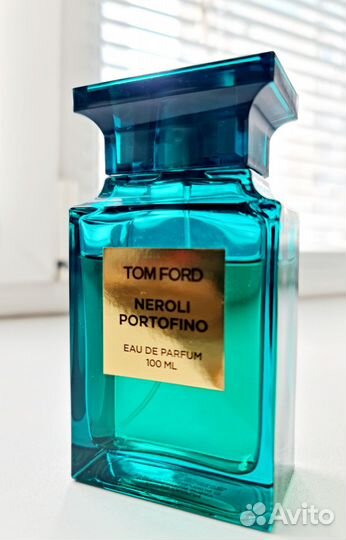 TOM FORD
NEROLI
PORTOFINO
EAU DE PARFUM
100 ML
Avito